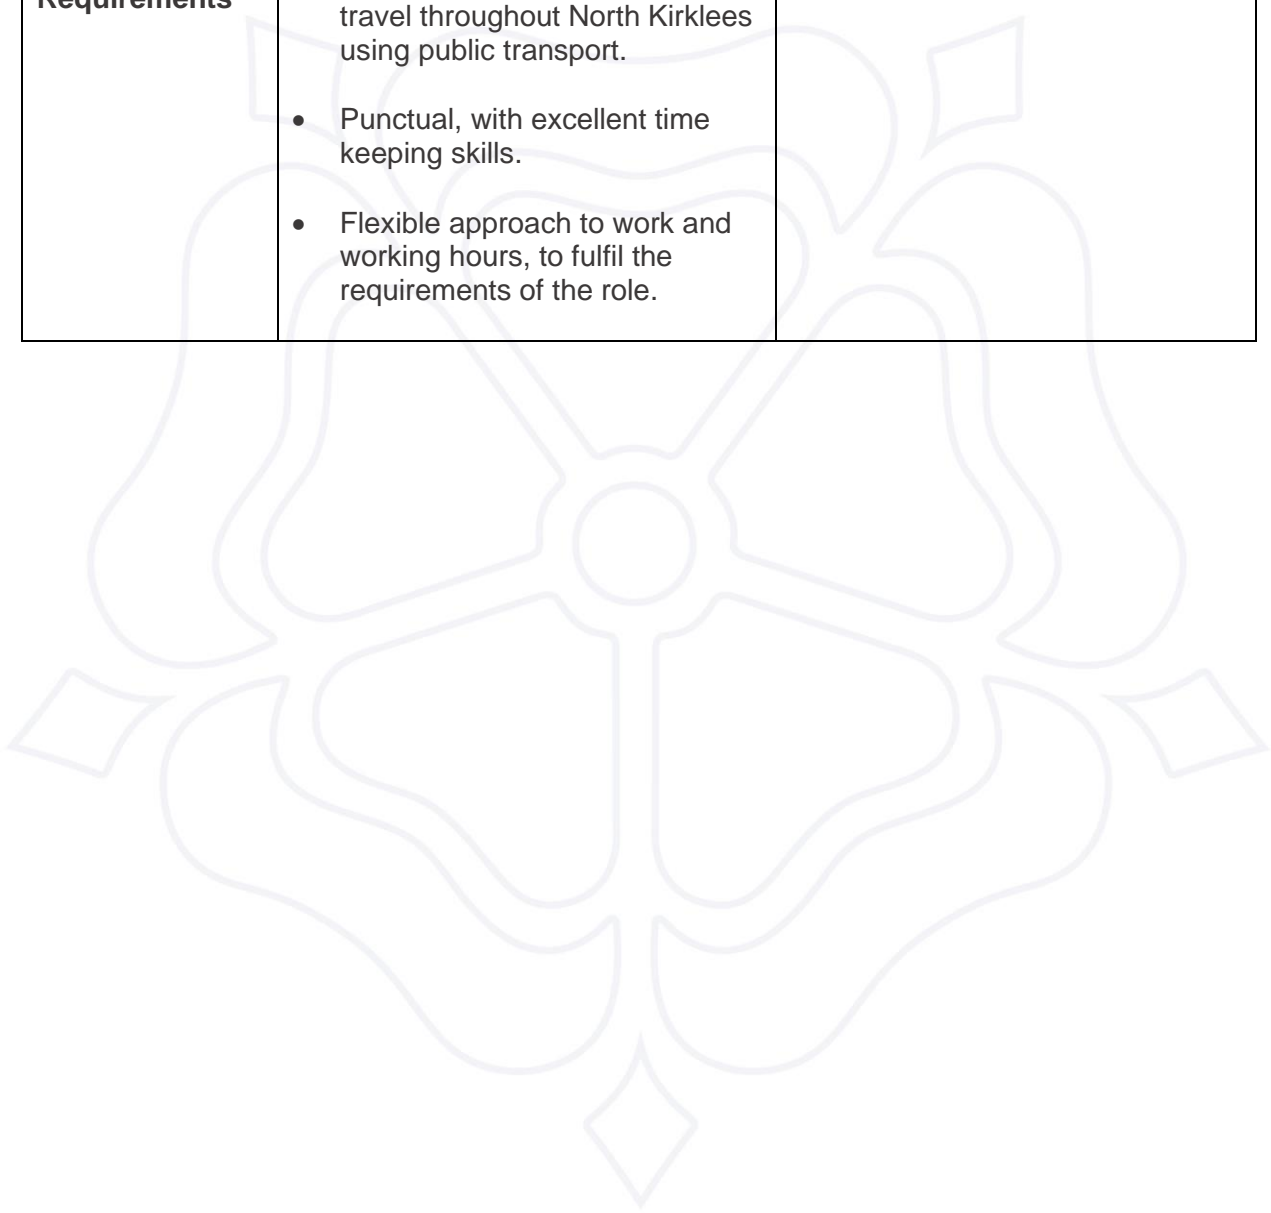 Requirements
travel throughout North Kirklees
using public transport.
• Punctual, with excellent time
keeping skills.
• Flexible approach to work and
working hours, to fulfil the
requirements of the role.